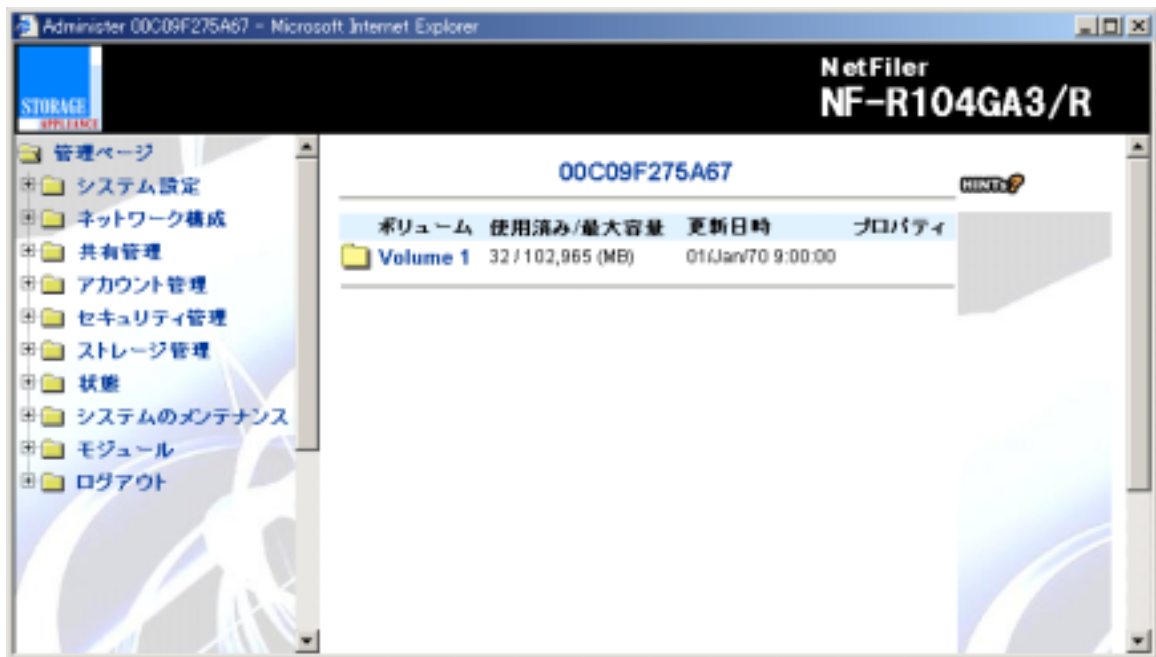 Administer 00C09F275A67 - Microsoft Internet Explorer
STORAGE
APPLIANCE
NetFiler
NF-R104GA3/R
管理ページ
システム設定
ネットワーク構成
共有管理
アカウント管理
セキュリティ管理
ストレージ管理
状態
システムのメンテナンス
モジュール
ログアウト
00C09F275A67
HINTS?
ボリューム 使用済み/最大容量 更新日時 プロパティ
Volume 1 32 / 102,965 (MB) 01/Jan/70 9:00:00